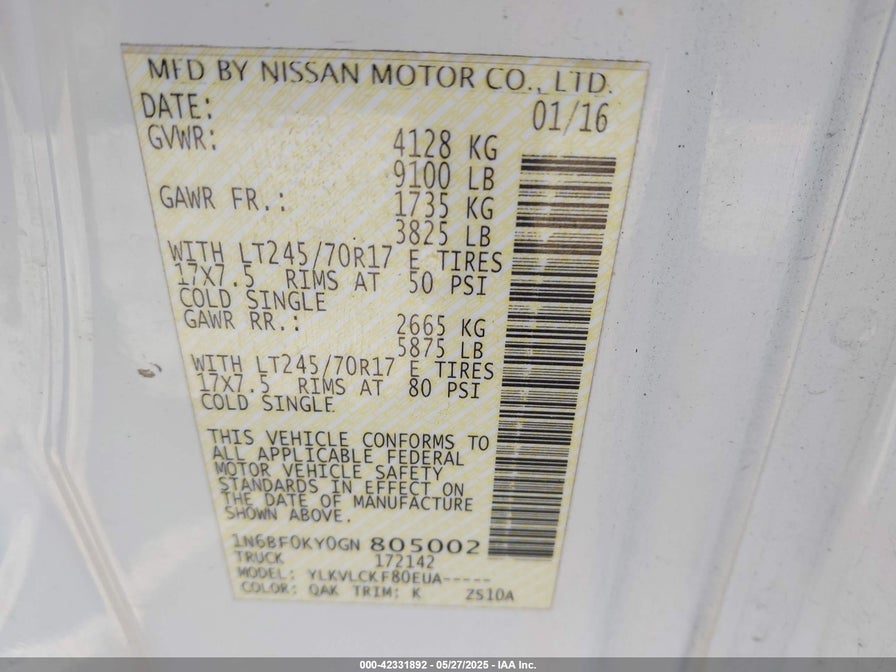 MFD BY NISSAN MOTOR CO., LTD.
DATE: 01/16
GVWR: 4128 KG
9100 LB
GAWR FR.: 1735 KG
3825 LB
WITH LT245/70R17 E TIRES
17X7.5 RIMS AT 50 PSI
COLD SINGLE
GAWR RR.: 2665 KG
5875 LB
WITH LT245/70R17 E TIRES
17X7.5 RIMS AT 80 PSI
COLD SINGLE
THIS VEHICLE CONFORMS TO
ALL APPLICABLE FEDERAL
MOTOR VEHICLE SAFETY
STANDARDS IN EFFECT ON
THE DATE OF MANUFACTURE
SHOWN ABOVE.
1N6BF0KY0GN 805002
TRUCK 172142
MODEL: YLKVLCKF80EUA-----
COLOR: QAK TRIM: K ZS10A
000-42331892 - 05/27/2025 - IAA Inc.